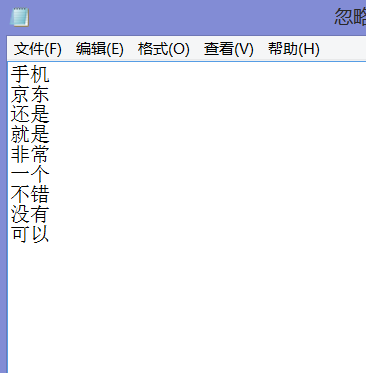 忽略
文件(F) 编辑(E) 格式(O) 查看(V) 帮助(H)
手机
京东
还是
就是
非常
一个
不错
没有
可以